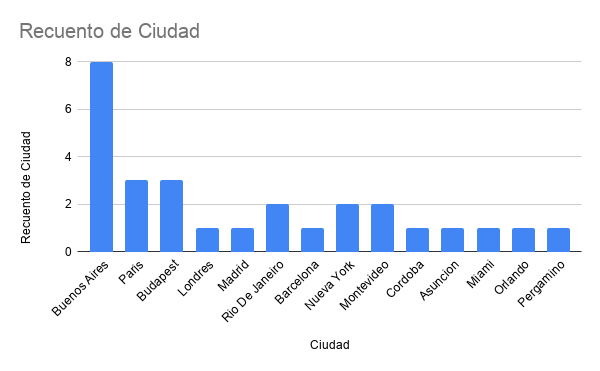 Recuento de Ciudad
Recuento de Ciudad
8
6
4
2
0
Buenos Aires
Paris
Budapest
Londres
Madrid
Rio De Janeiro
Barcelona
Nueva York
Montevideo
Cordoba
Asuncion
Miami
Orlando
Pergamino
Ciudad